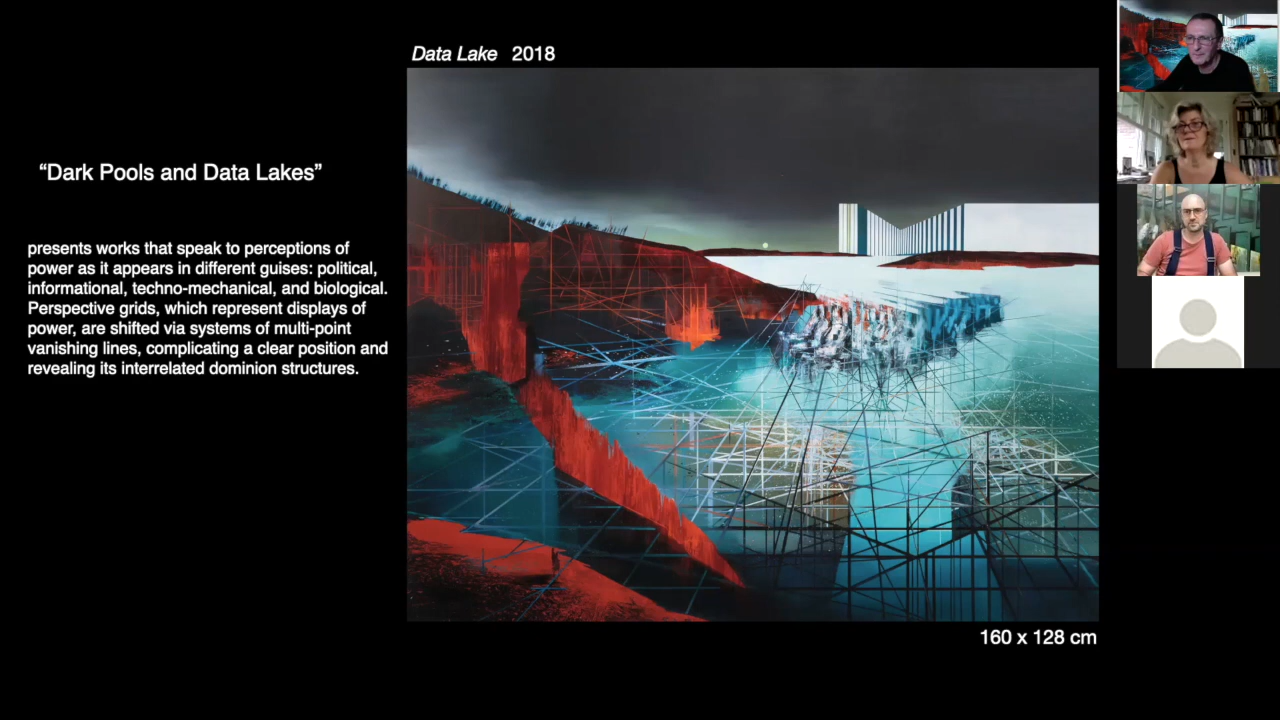 Data Lake 2018
“Dark Pools and Data Lakes”
presents works that speak to perceptions of
power as it appears in different guises: political,
informational, techno-mechanical, and biological.
Perspective grids, which represent displays of
power, are shifted via systems of multi-point
vanishing lines, complicating a clear position and
revealing its interrelated dominion structures.
160 x 128 cm